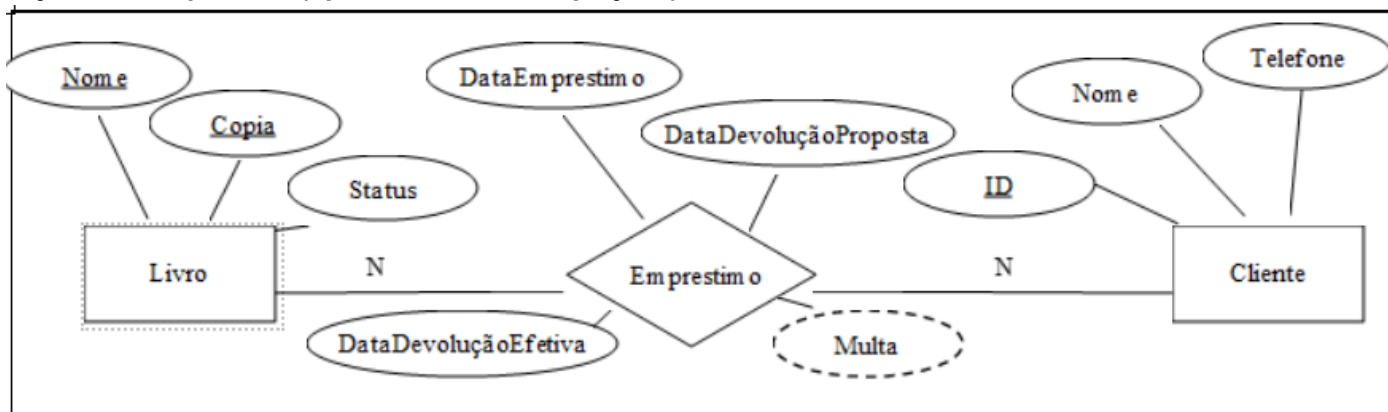 Nome
Copia
Status
Livro
N
DataEmprestimo
DataDevoluçãoProposta
Emprestimo
DataDevoluçãoEfetiva
Multa
N
ID
Nome
Telefone
Cliente